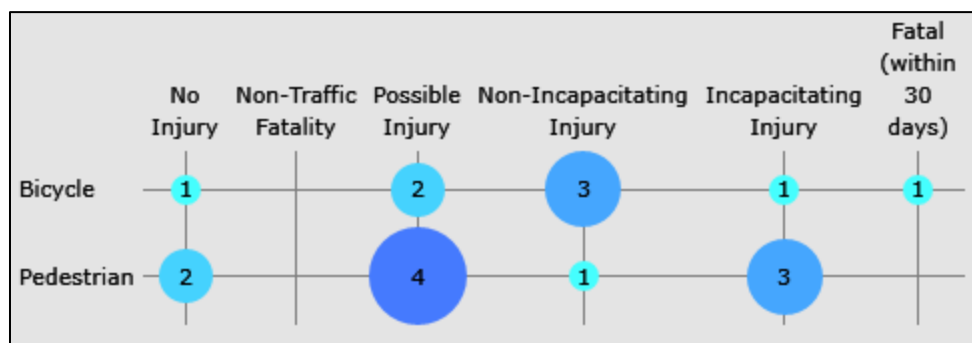 Fatal
(within
No Non-Traffic Possible Non-Incapacitating Incapacitating 30
Injury Fatality Injury Injury Injury days)
Bicycle 1 2 3 1 1
Pedestrian 2 4 1 3